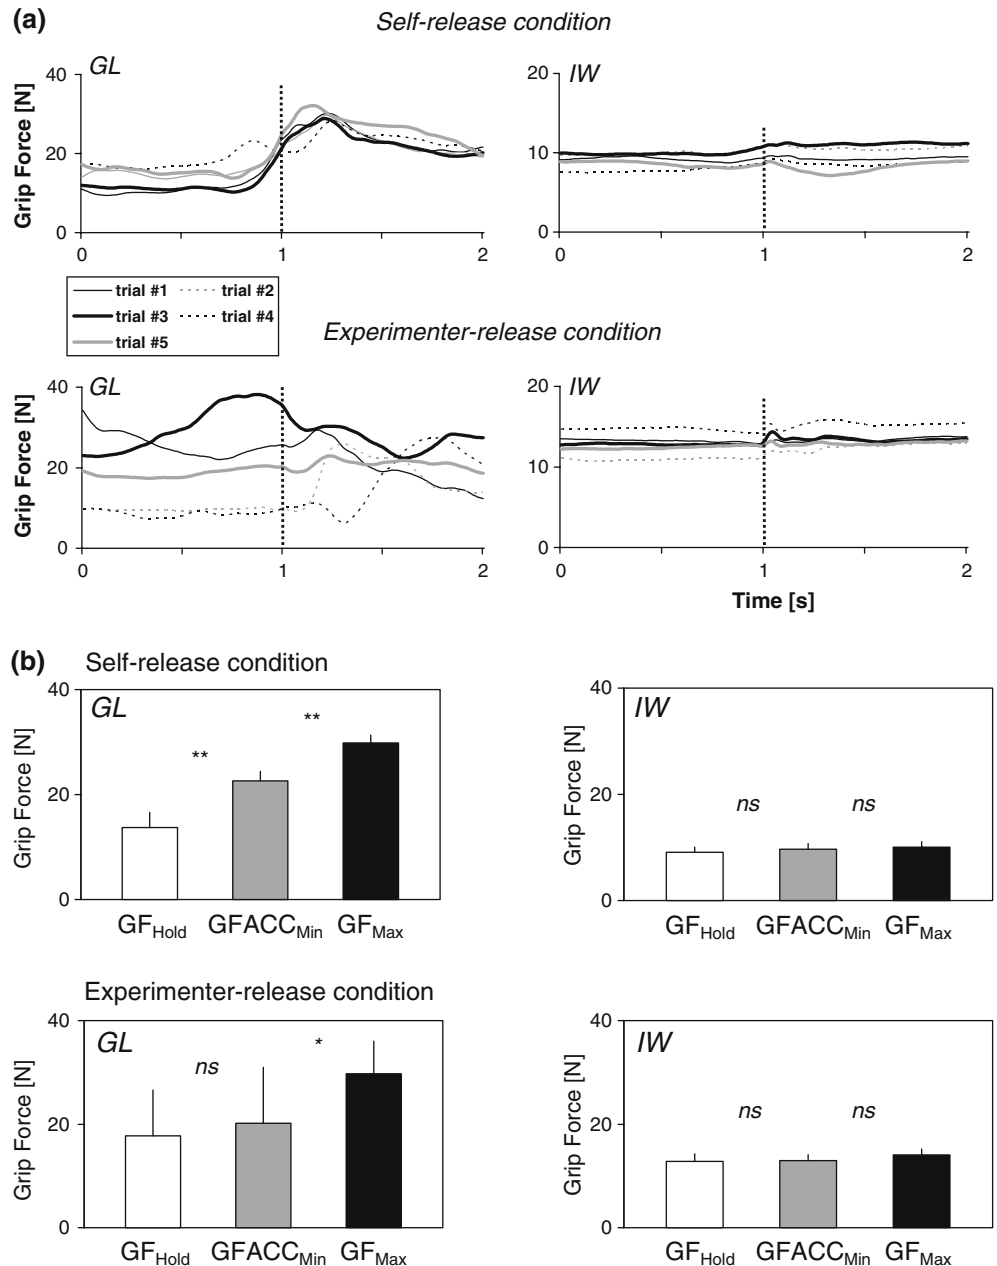 (a)
Self-release condition
GL
IW
Grip Force [N]
40
20
0
0 1 2
20
10
0
0 1 2
trial #1 trial #2
trial #3 trial #4
trial #5
Experimenter-release condition
GL
IW
Grip Force [N]
40
20
0
0 1 2
20
10
0
0 1 2
Time [s]
(b)
Self-release condition
GL
Grip Force [N]
40
20
0
** **
GFHold GFACCMin GFMax
IW
Grip Force [N]
40
20
0
ns ns
GFHold GFACCMin GFMax
Experimenter-release condition
GL
Grip Force [N]
40
20
0
ns *
GFHold GFACCMin GFMax
IW
Grip Force [N]
40
20
0
ns ns
GFHold GFACCMin GFMax